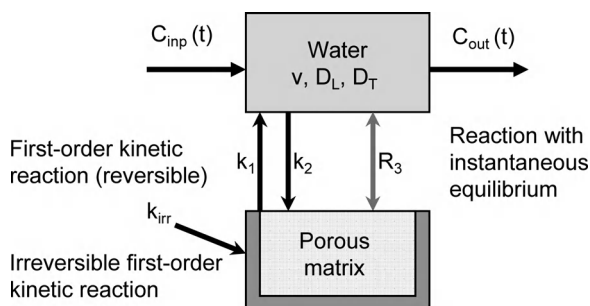 C_inp (t)
Water
v, D_L, D_T
C_out (t)
First-order kinetic
reaction (reversible)
k_1
k_2
R_3
Reaction with
instantaneous
equilibrium
k_irr
Irreversible first-order
kinetic reaction
Porous
matrix